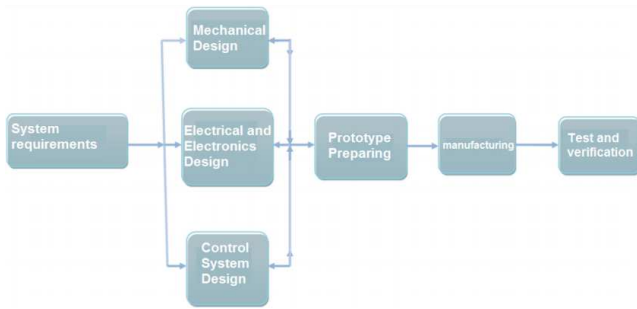 Mechanical
Design
System
requirements
Electrical and
Electronics
Design
Prototype
Preparing
manufacturing
Test and
verification
Control
System
Design